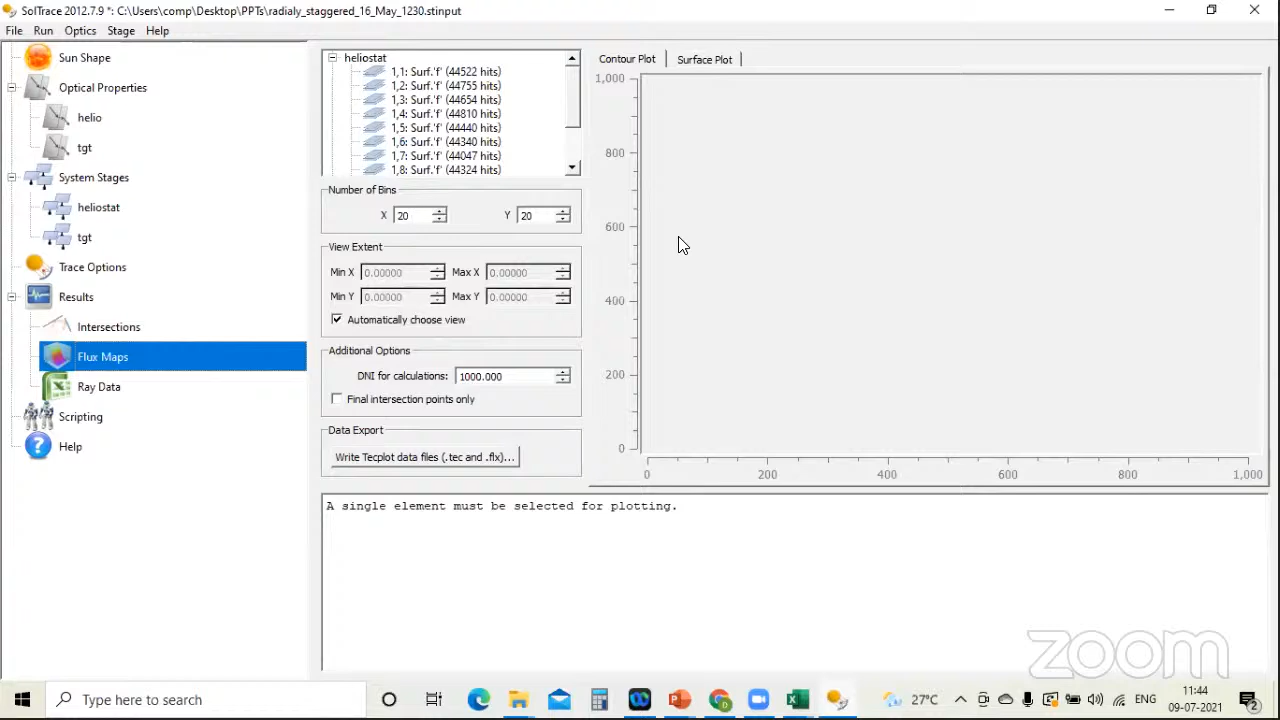 SolTrace 2012.7.9 *: C:\Users\comp\Desktop\PPTs\radialy_staggered_16_May_1230.stinput
File Run Optics Stage Help
Sun Shape
Optical Properties
helio
tgt
System Stages
heliostat
tgt
Trace Options
Results
Intersections
Flux Maps
Ray Data
Scripting
Help
heliostat
1,1: Surf.'f' (44522 hits)
1,2: Surf.'f' (44755 hits)
1,3: Surf.'f' (44654 hits)
1,4: Surf.'f' (44810 hits)
1,5: Surf.'f' (44440 hits)
1,6: Surf.'f' (44340 hits)
1,7: Surf.'f' (44047 hits)
1,8: Surf.'f' (44324 hits)
Number of Bins
X 20 Y 20
View Extent
Min X 0.00000 Max X 0.00000
Min Y 0.00000 Max Y 0.00000
Automatically choose view
Additional Options
DNI for calculations: 1000.000
Final intersection points only
Data Export
Write Tecplot data files (.tec and .flx)...
Contour Plot Surface Plot
1,000
800
600
400
200
0
0 200 400 600 800 1,000
A single element must be selected for plotting.
zoom
Type here to search
27°C
ENG
11:44
09-07-2021
2